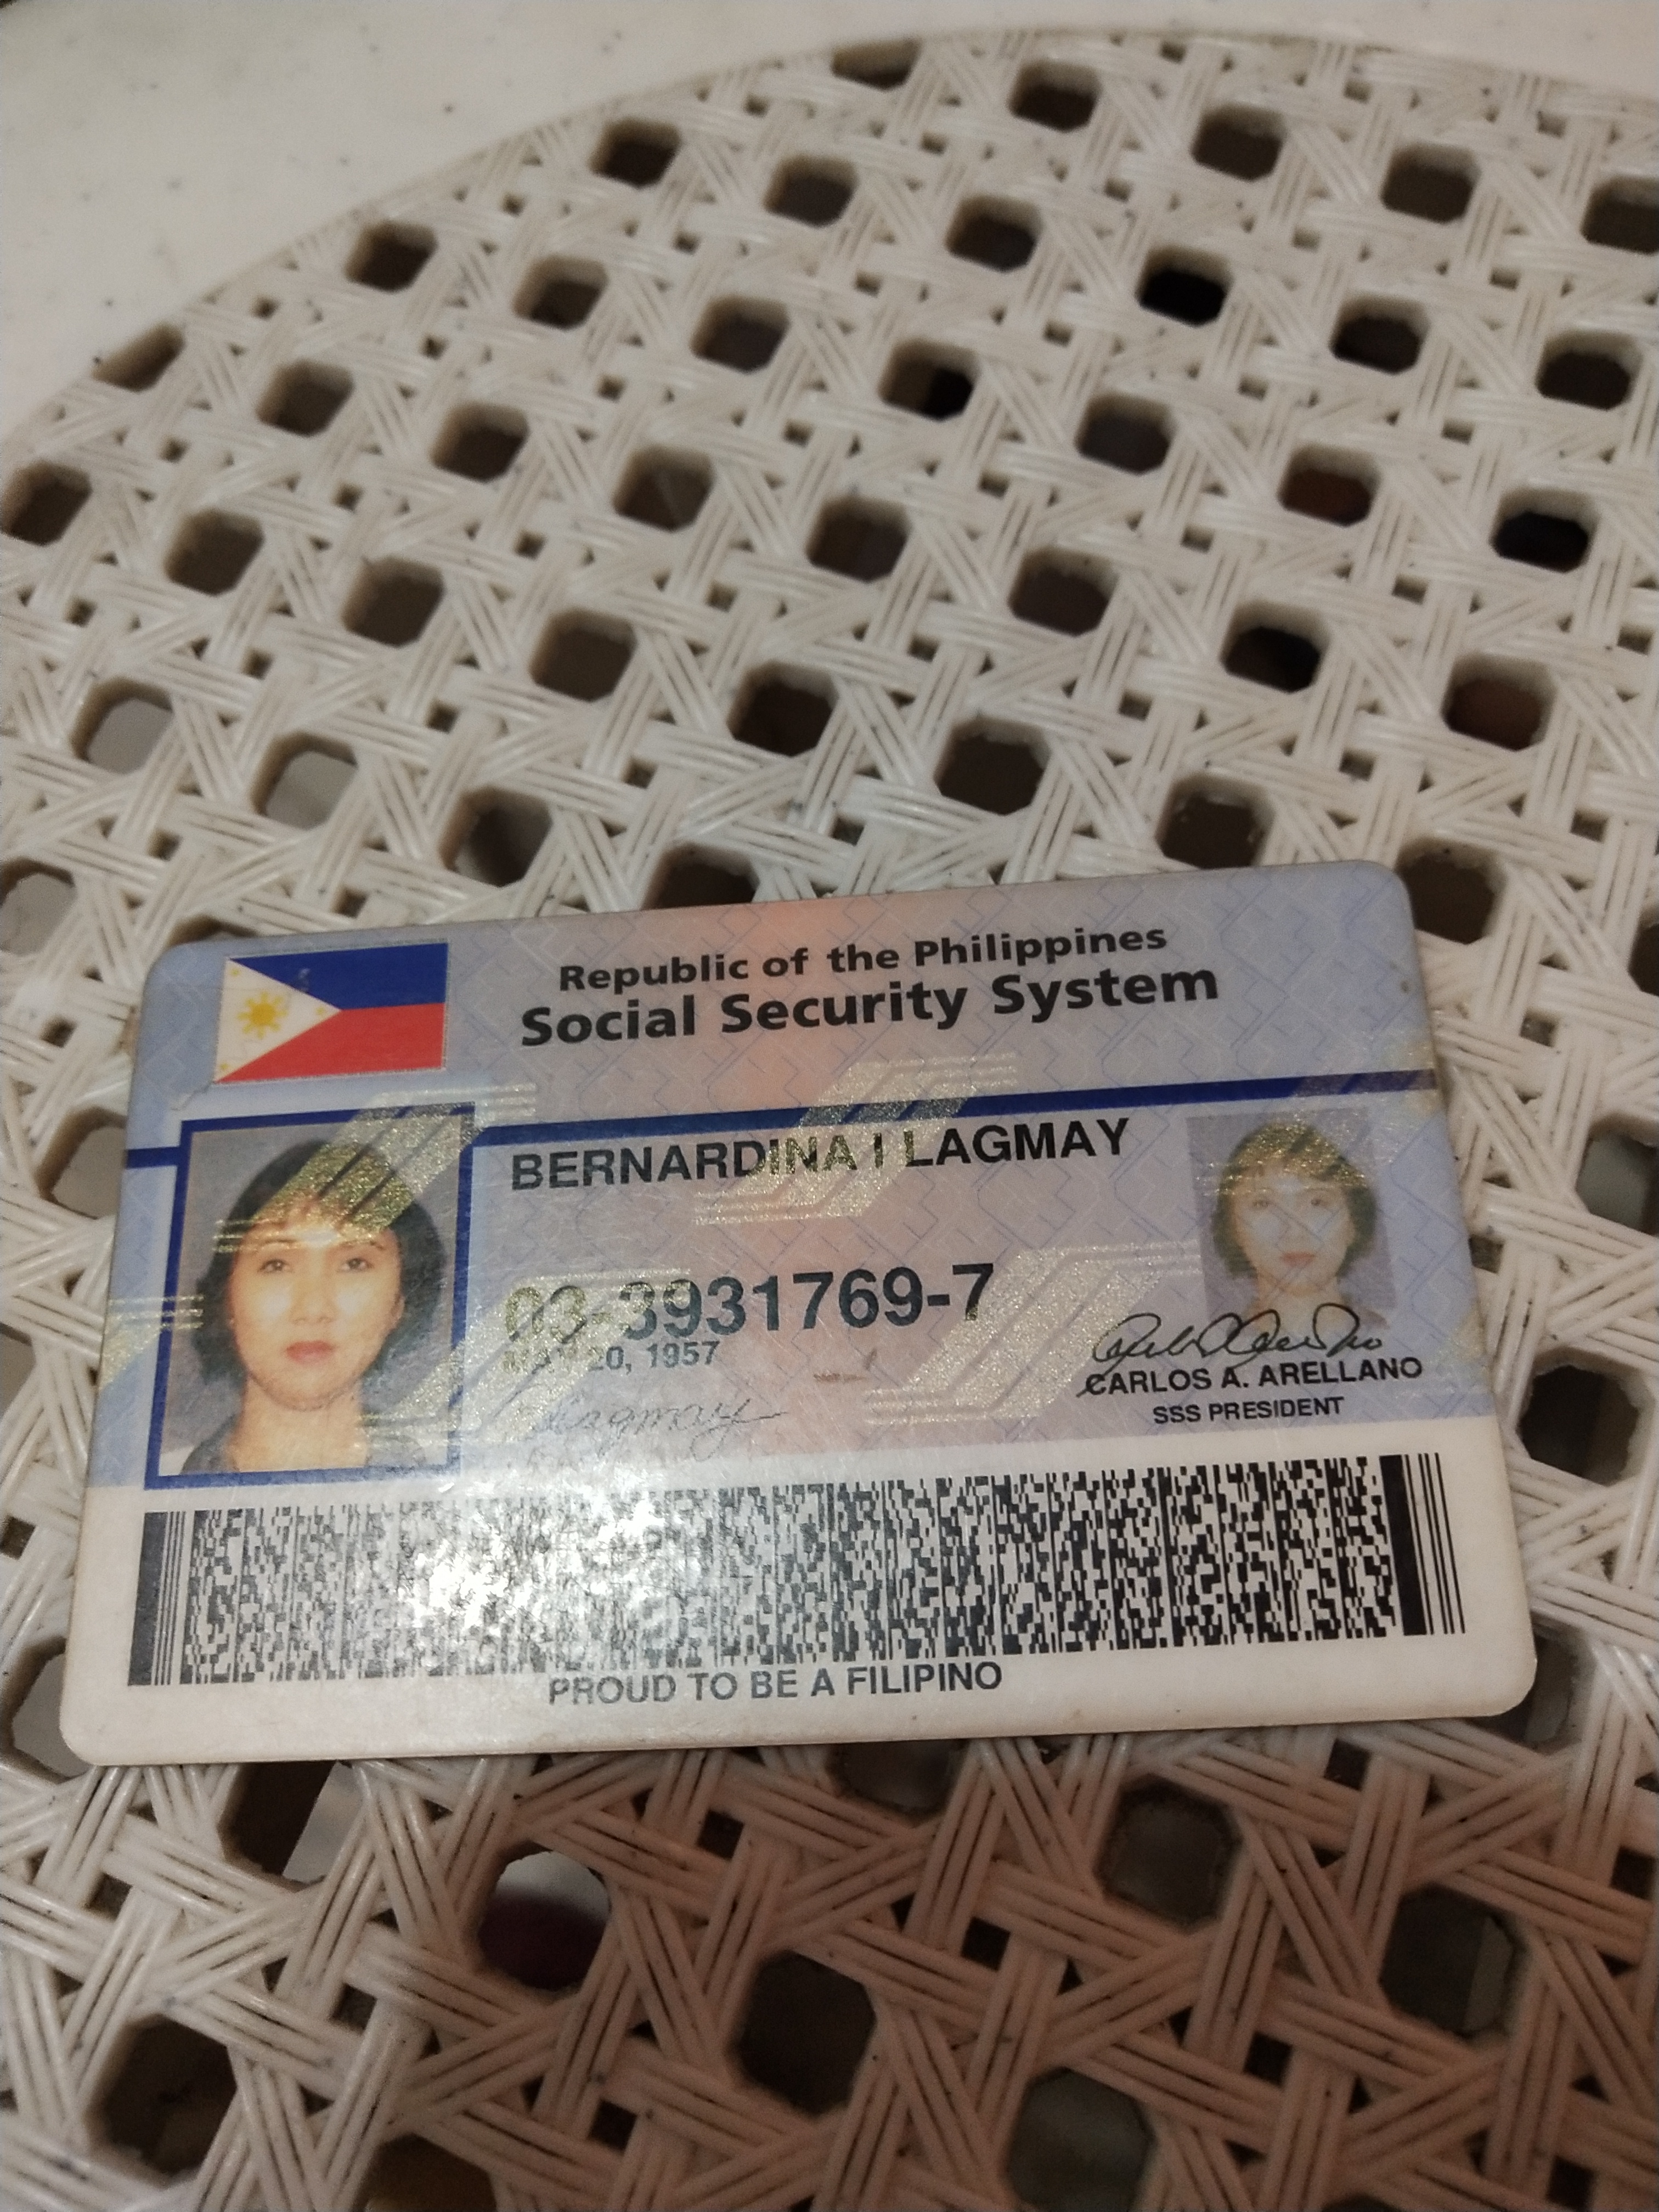 Republic of the Philippines
Social Security System
BERNARDINA I LAGMAY
03-3931769-7
MAY 20, 1957
CARLOS A. ARELLANO
SSS PRESIDENT
PROUD TO BE A FILIPINO